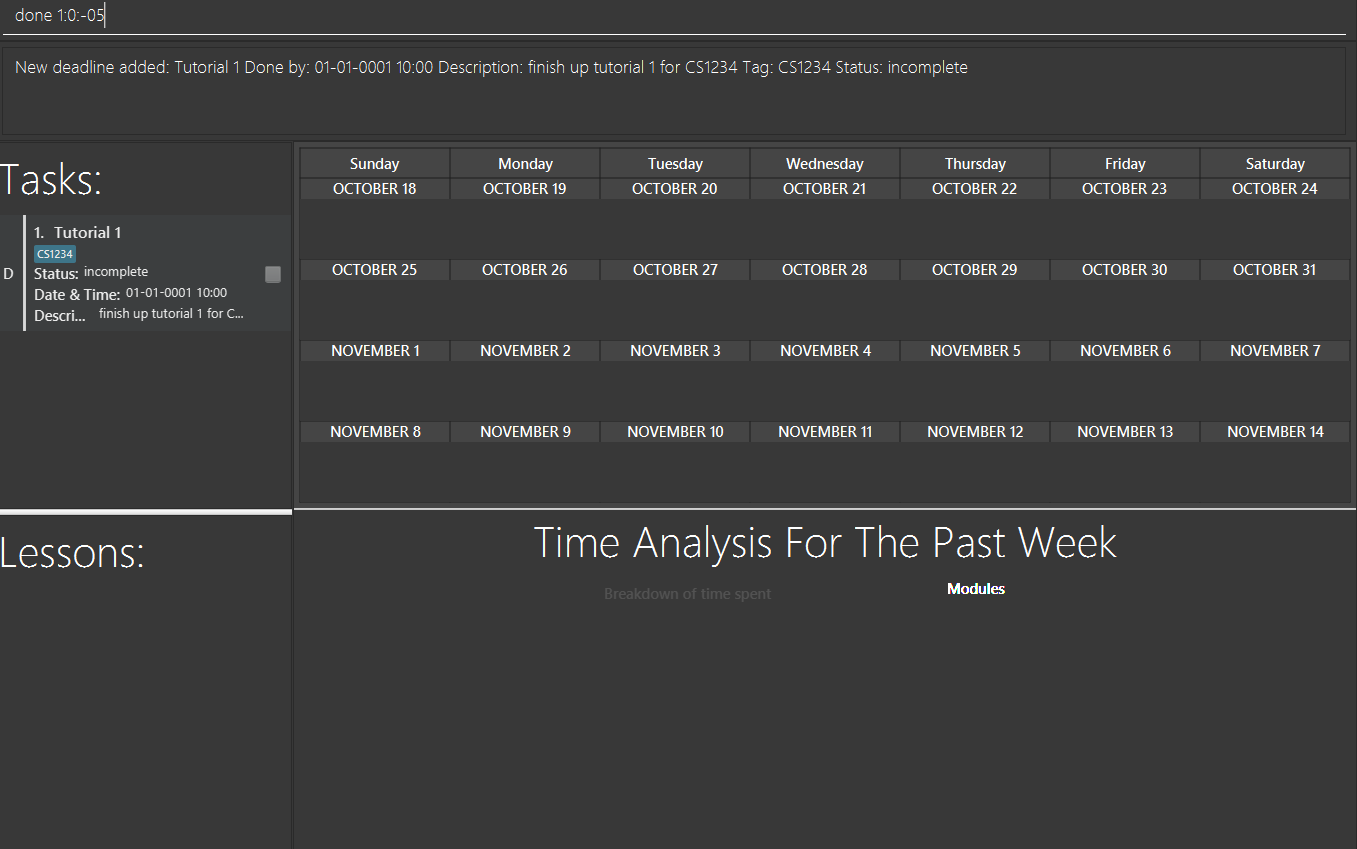 done 1:0:-05
New deadline added: Tutorial 1 Done by: 01-01-0001 10:00 Description: finish up tutorial 1 for CS1234 Tag: CS1234 Status: incomplete
Tasks:
D
1. Tutorial 1
CS1234
Status: incomplete
Date & Time: 01-01-0001 10:00
Descri... finish up tutorial 1 for C...
Sunday Monday Tuesday Wednesday Thursday Friday Saturday
OCTOBER 18 OCTOBER 19 OCTOBER 20 OCTOBER 21 OCTOBER 22 OCTOBER 23 OCTOBER 24
OCTOBER 25 OCTOBER 26 OCTOBER 27 OCTOBER 28 OCTOBER 29 OCTOBER 30 OCTOBER 31
NOVEMBER 1 NOVEMBER 2 NOVEMBER 3 NOVEMBER 4 NOVEMBER 5 NOVEMBER 6 NOVEMBER 7
NOVEMBER 8 NOVEMBER 9 NOVEMBER 10 NOVEMBER 11 NOVEMBER 12 NOVEMBER 13 NOVEMBER 14
Lessons:
Time Analysis For The Past Week
Breakdown of time spent
Modules